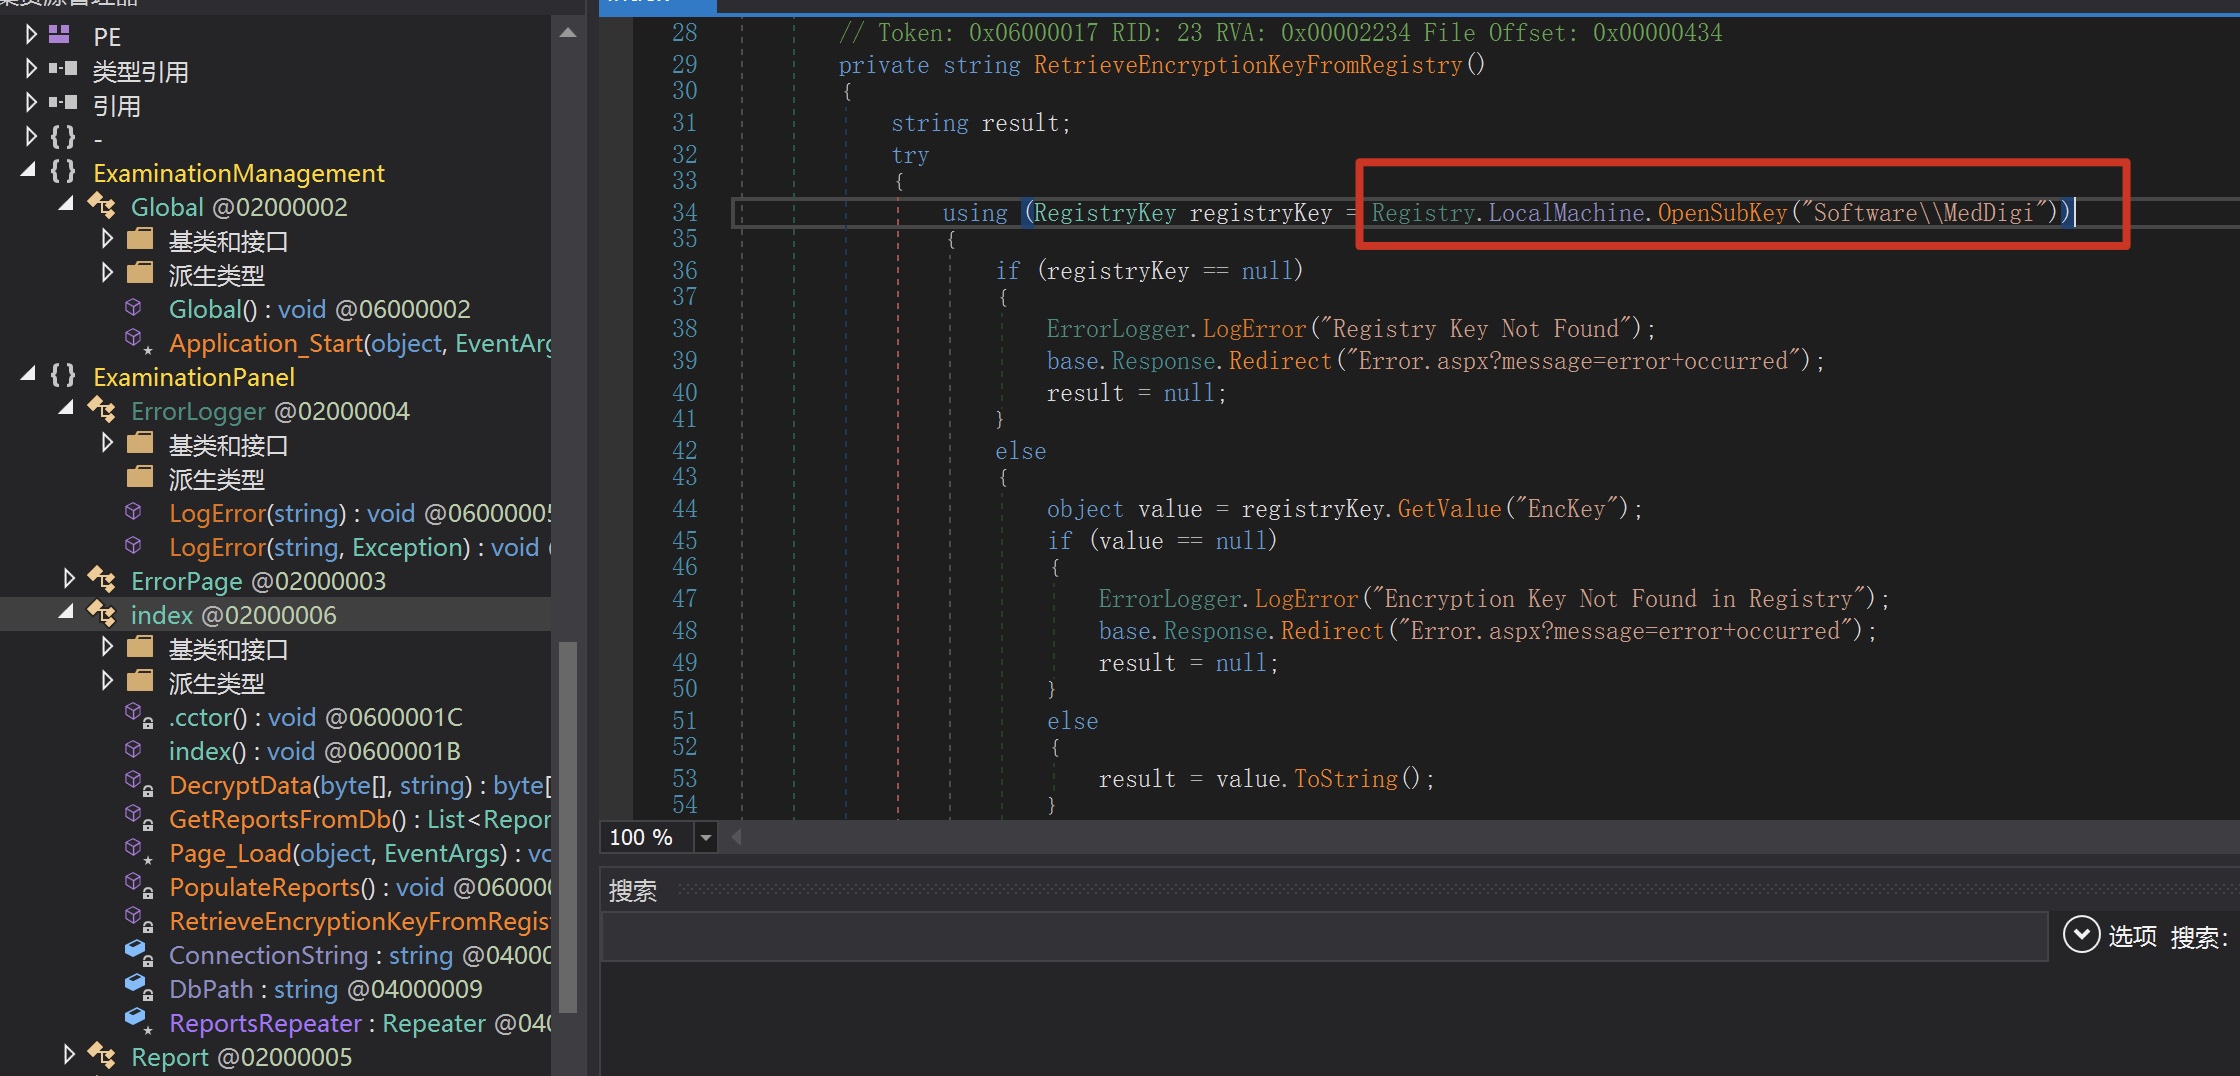 PE
类型引用
引用
{ } -
{ } ExaminationManagement
Global @02000002
基类和接口
派生类型
Global() : void @06000002
Application_Start(object, EventArg
{ } ExaminationPanel
ErrorLogger @02000004
基类和接口
派生类型
LogError(string) : void @06000005
LogError(string, Exception) : void
ErrorPage @02000003
index @02000006
基类和接口
派生类型
.cctor() : void @0600001C
index() : void @0600001B
DecryptData(byte[], string) : byte[
GetReportsFromDb() : List<Repor
Page_Load(object, EventArgs) : vo
PopulateReports() : void @06000
RetrieveEncryptionKeyFromRegist
ConnectionString : string @04000
DbPath : string @04000009
ReportsRepeater : Repeater @040
Report @02000005
28 // Token: 0x06000017 RID: 23 RVA: 0x00002234 File Offset: 0x00000434
29 private string RetrieveEncryptionKeyFromRegistry()
30 {
31 string result;
32 try
33 {
34 using (RegistryKey registryKey = Registry.LocalMachine.OpenSubKey("Software\\MedDigi"))
35 {
36 if (registryKey == null)
37 {
38 ErrorLogger.LogError("Registry Key Not Found");
39 base.Response.Redirect("Error.aspx?message=error+occurred");
40 result = null;
41 }
42 else
43 {
44 object value = registryKey.GetValue("EncKey");
45 if (value == null)
46 {
47 ErrorLogger.LogError("Encryption Key Not Found in Registry");
48 base.Response.Redirect("Error.aspx?message=error+occurred");
49 result = null;
50 }
51 else
52 {
53 result = value.ToString();
54 }
100 %
搜索
选项 搜索: